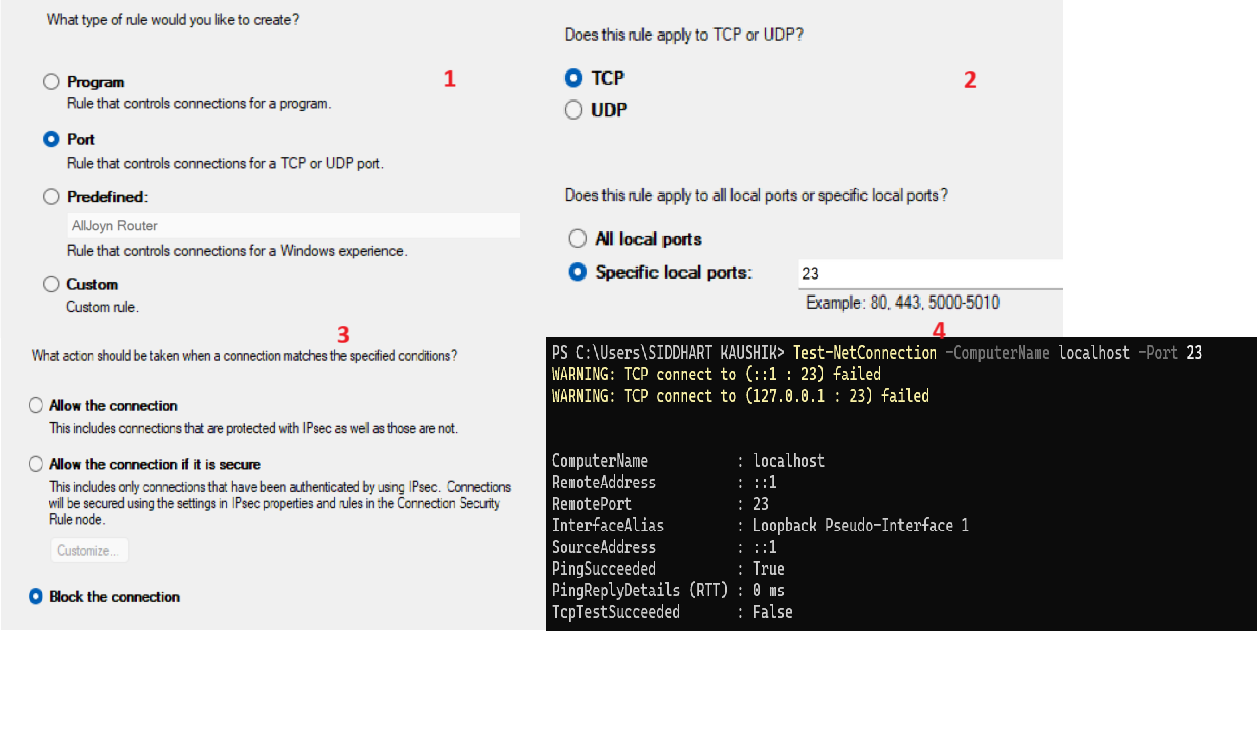 What type of rule would you like to create?
1
Program
Rule that controls connections for a program.
Port
Rule that controls connections for a TCP or UDP port.
Predefined:
AllJoyn Router
Rule that controls connections for a Windows experience.
Custom
Custom rule.
Does this rule apply to TCP or UDP?
2
TCP
UDP
Does this rule apply to all local ports or specific local ports?
All local ports
Specific local ports:
23
Example: 80, 443, 5000-5010
3
What action should be taken when a connection matches the specified conditions?
Allow the connection
This includes connections that are protected with IPsec as well as those are not.
Allow the connection if it is secure
This includes only connections that have been authenticated by using IPsec. Connections
will be secured using the settings in IPsec properties and rules in the Connection Security
Rule node.
Customize...
Block the connection
4
PS C:\Users\SIDDHART KAUSHIK> Test-NetConnection -ComputerName localhost -Port 23
WARNING: TCP connect to (::1 : 23) failed
WARNING: TCP connect to (127.0.0.1 : 23) failed
ComputerName : localhost
RemoteAddress : ::1
RemotePort : 23
InterfaceAlias : Loopback Pseudo-Interface 1
SourceAddress : ::1
PingSucceeded : True
PingReplyDetails (RTT) : 0 ms
TcpTestSucceeded : False